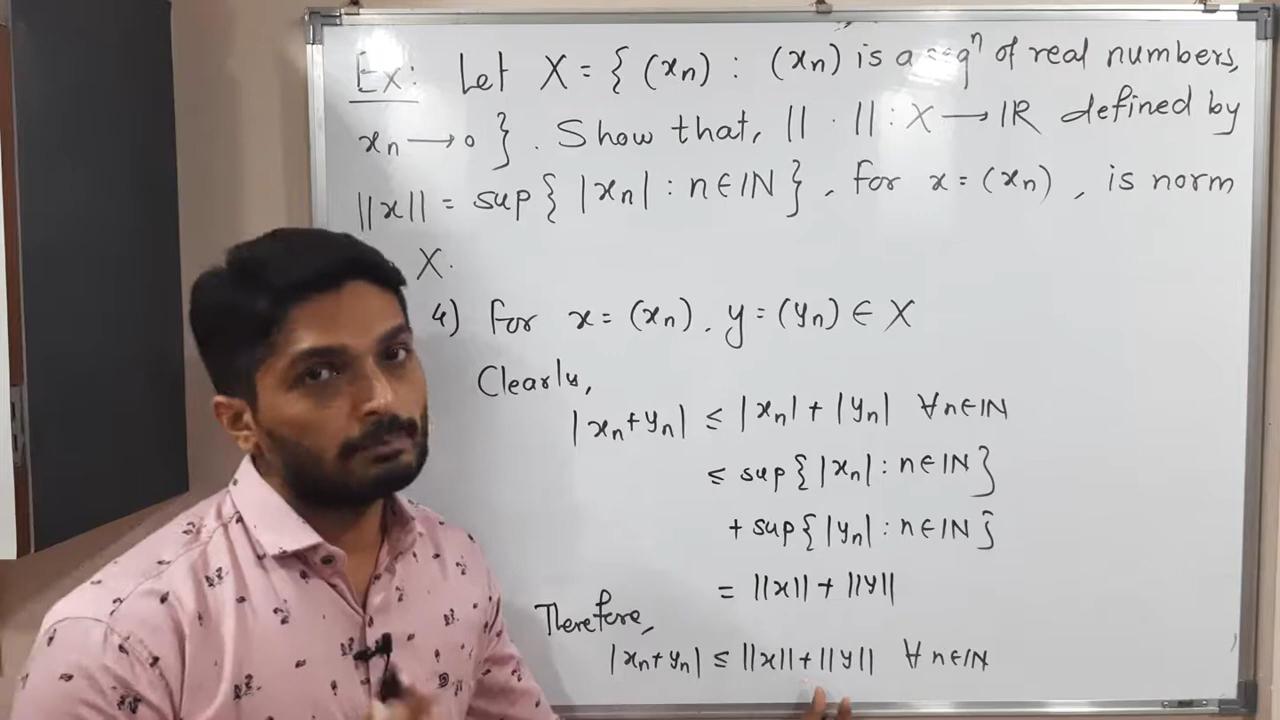 Ex: Let X = { (xₙ) : (xₙ) is a seqⁿ of real numbers,
xₙ → 0 } . Show that, || · || : X → ℝ defined by
||x|| = sup{ |xₙ| : n ∈ ℕ } , for x = (xₙ) , is norm
X.
4) For x = (xₙ) , y = (yₙ) ∈ X
Clearly,
|xₙ + yₙ| ≤ |xₙ| + |yₙ| ∀ n ∈ ℕ
≤ sup{ |xₙ| : n ∈ ℕ }
+ sup{ |yₙ| : n ∈ ℕ }
= ||x|| + ||y||
Therefore,
|xₙ + yₙ| ≤ ||x|| + ||y|| ∀ n ∈ ℕ